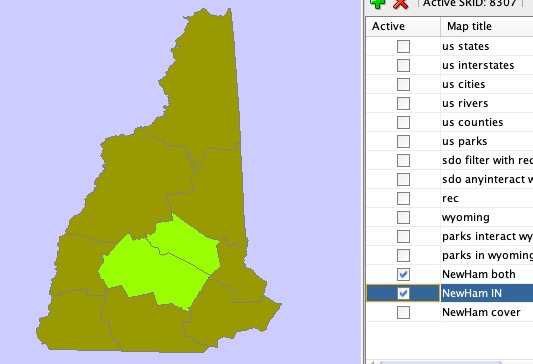 Active SRID: 8307
Active Map title
us states
us interstates
us cities
us rivers
us counties
us parks
sdo filter with rec
sdo anyinteract w
rec
wyoming
parks interact wy
parks in wyoming
NewHam both
NewHam IN
NewHam cover